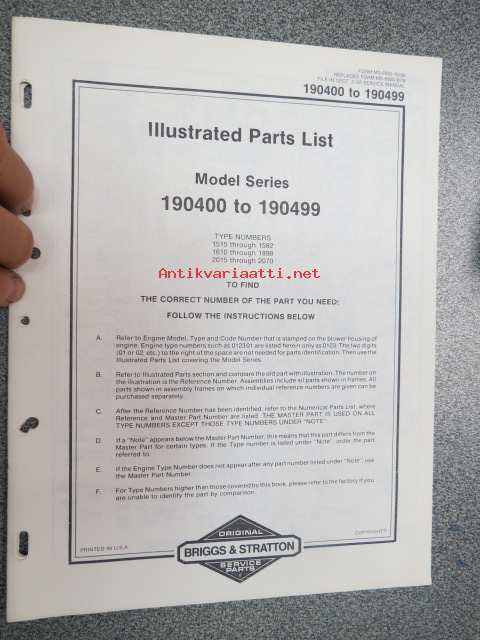 FILE IN SECT. 2 OF SERVICE MANUAL
190400 to 190499
Illustrated Parts List
Model Series
190400 to 190499
TYPE NUMBERS
1515 through 1582
1610 through 1898
2015 through 2070
Antikvariaatti.net
TO FIND
THE CORRECT NUMBER OF THE PART YOU NEED:
FOLLOW THE INSTRUCTIONS BELOW
A. Refer to Engine Model, Type and Code Number that is stamped on the blower housing of
engine. Engine type numbers such as 012301 are listed herein only as 0123. The two digits
(01 or 02, etc.) to the right of the space are not needed for parts identification. Then use the
Illustrated Parts List covering the Model Series.
B. Refer to Illustrated Parts section and compare the old part with illustration. The number on
the illustration is the Reference Number. Assemblies include all parts shown in frames. All
parts shown in assembly frames on which individual reference numbers are given can be
purchased separately.
C. After the Reference Number has been identified, refer to the Numerical Parts List, where
Reference and Master Part Number are listed. THE MASTER PART IS USED ON ALL
TYPE NUMBERS EXCEPT THOSE TYPE NUMBERS UNDER "NOTE"
D. If a "Note" appears below the Master Part Number, this means that this part differs from the
Master Part for certain types. If the Type Number is listed under "Note" order the part
referred to.
E. If the Engine Type Number does not appear after any part number listed under "Note", use
the Master Part Number.
F. For Type Numbers higher than those covered by this book, please refer to the factory if you
are unable to identify the part by comparison.
PRINTED IN U.S.A.
ORIGINAL
BRIGGS & STRATTON
SERVICE
PARTS